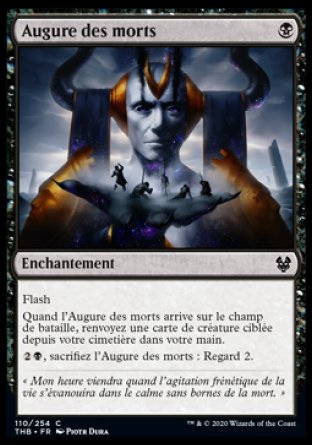 Augure des morts
Enchantement
Flash
Quand l'Augure des morts arrive sur le champ
de bataille, renvoyez une carte de créature ciblée
depuis votre cimetière dans votre main.
2, sacrifiez l'Augure des morts : Regard 2.
« Mon heure viendra quand l'agitation frénétique de la
vie s'évanouira dans le calme sans bornes de la mort. »
110/254 C
THB • FR Piotr Dura
™ & © 2020 Wizards of the Coast